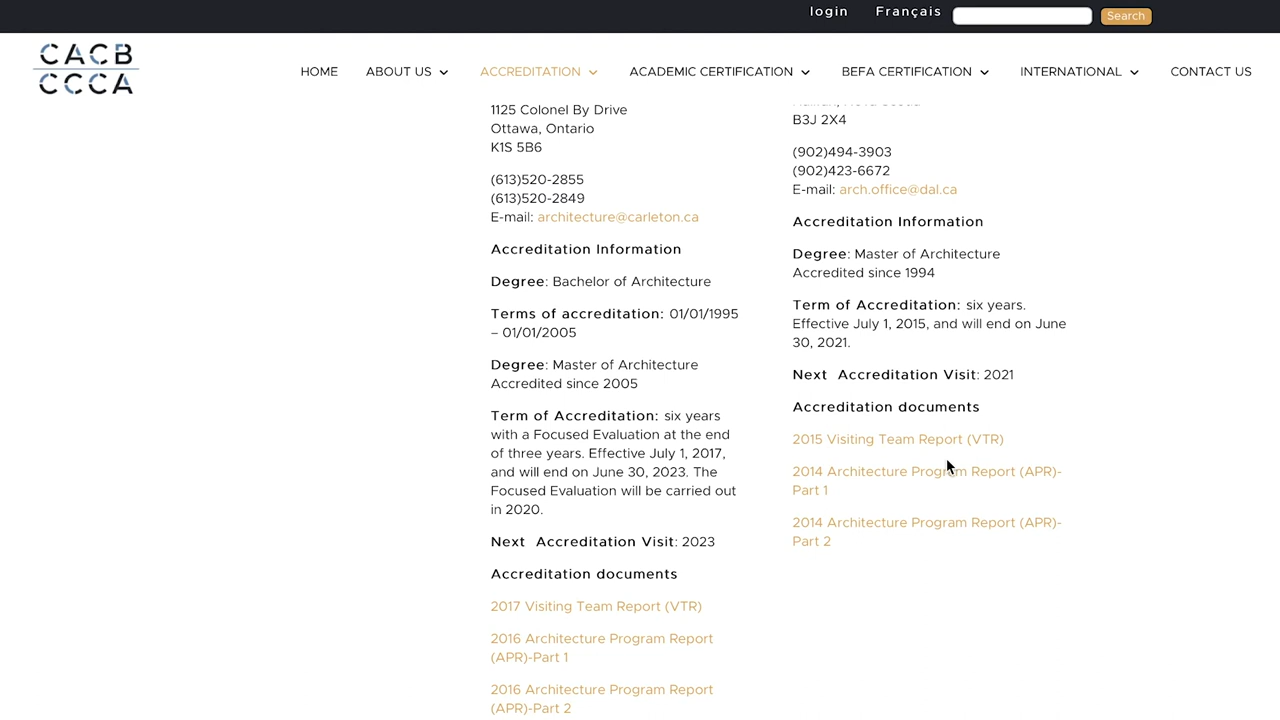 login Français Search
CACB
CCCA
HOME ABOUT US ACCREDITATION ACADEMIC CERTIFICATION BEFA CERTIFICATION INTERNATIONAL CONTACT US
1125 Colonel By Drive
Ottawa, Ontario
K1S 5B6
(613)520-2855
(613)520-2849
E-mail: architecture@carleton.ca
Accreditation Information
Degree: Bachelor of Architecture
Terms of accreditation: 01/01/1995
– 01/01/2005
Degree: Master of Architecture
Accredited since 2005
Term of Accreditation: six years
with a Focused Evaluation at the end
of three years. Effective July 1, 2017,
and will end on June 30, 2023. The
Focused Evaluation will be carried out
in 2020.
Next Accreditation Visit: 2023
Accreditation documents
2017 Visiting Team Report (VTR)
2016 Architecture Program Report
(APR)-Part 1
2016 Architecture Program Report
(APR)-Part 2
B3J 2X4
(902)494-3903
(902)423-6672
E-mail: arch.office@dal.ca
Accreditation Information
Degree: Master of Architecture
Accredited since 1994
Term of Accreditation: six years.
Effective July 1, 2015, and will end on June
30, 2021.
Next Accreditation Visit: 2021
Accreditation documents
2015 Visiting Team Report (VTR)
2014 Architecture Program Report (APR)-
Part 1
2014 Architecture Program Report (APR)-
Part 2